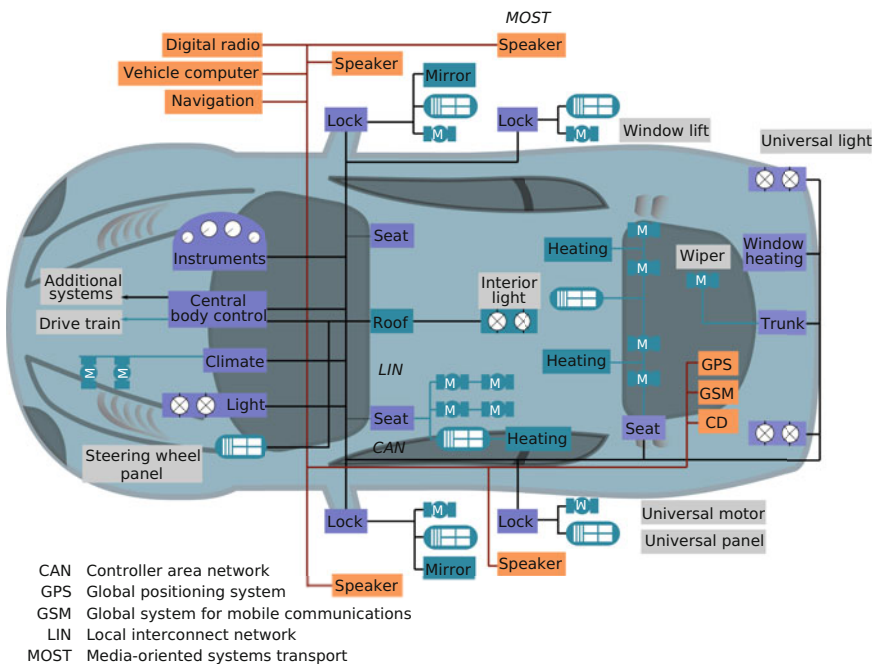 MOST
Digital radio
Speaker
Speaker
Vehicle computer
Mirror
Navigation
Lock
Lock
M
M
Window lift
Universal light
M
Seat
Heating
Wiper
Window
heating
Instruments
M
M
Additional
systems
Central
body control
Interior
light
Drive train
Roof
Trunk
M
Climate
Heating
GPS
LIN
M
M
M
M
M
GSM
Light
M
M
Seat
CD
Seat
Heating
CAN
Steering wheel
panel
M
M
Universal motor
Lock
Lock
Universal panel
Mirror
Speaker
Speaker
CAN Controller area network
GPS Global positioning system
GSM Global system for mobile communications
LIN Local interconnect network
MOST Media-oriented systems transport